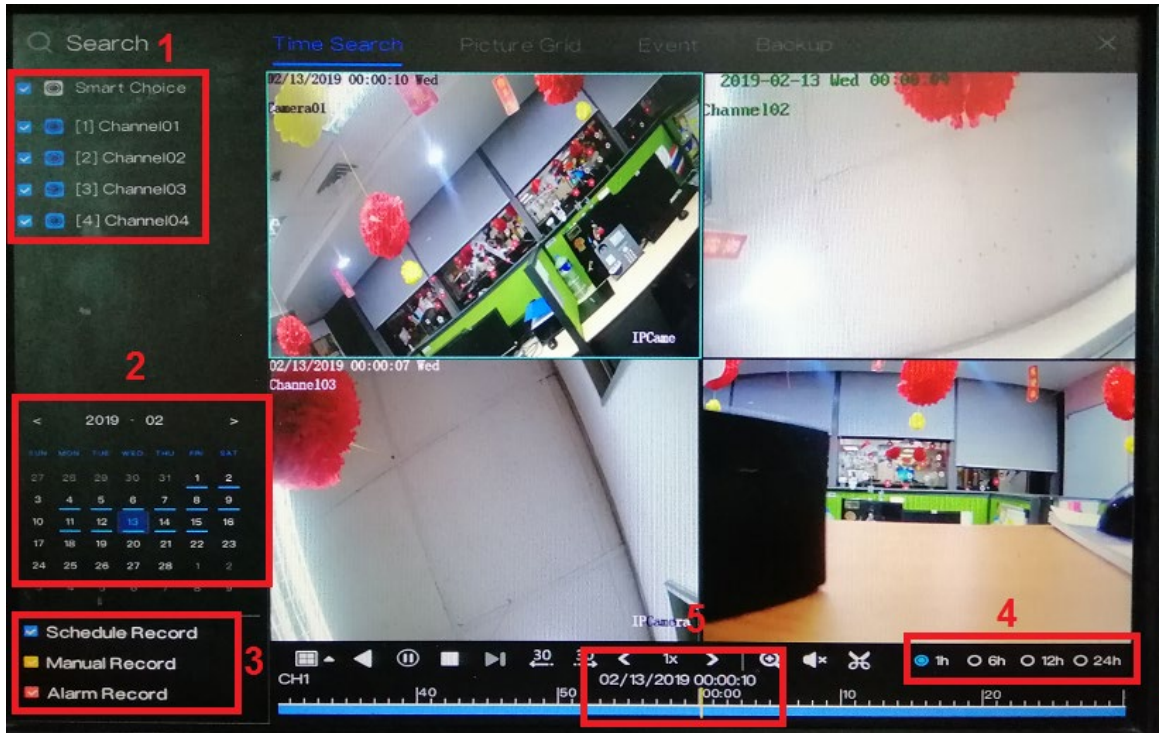 Search
1
Time Search Picture Grid Event Backup
Smart Choice
[1] Channel01
[2] Channel02
[3] Channel03
[4] Channel04
02/13/2019 00:00:10 Wed
Camera01
IPCame
2019-02-13 Wed 00:00:09
Channel02
02/13/2019 00:00:07 Wed
Channel03
IPCamera
2
< 2019 - 02 >
SUN MON TUE WED THU FRI SAT
27 28 29 30 31 1 2
3 4 5 6 7 8 9
10 11 12 13 14 15 16
17 18 19 20 21 22 23
24 25 26 27 28 1 2
3
Schedule Record
Manual Record
Alarm Record
5
4
30 30 < 1x > 1h 6h 12h 24h
CH1 02/13/2019 00:00:10
40 50 00:00 10 20